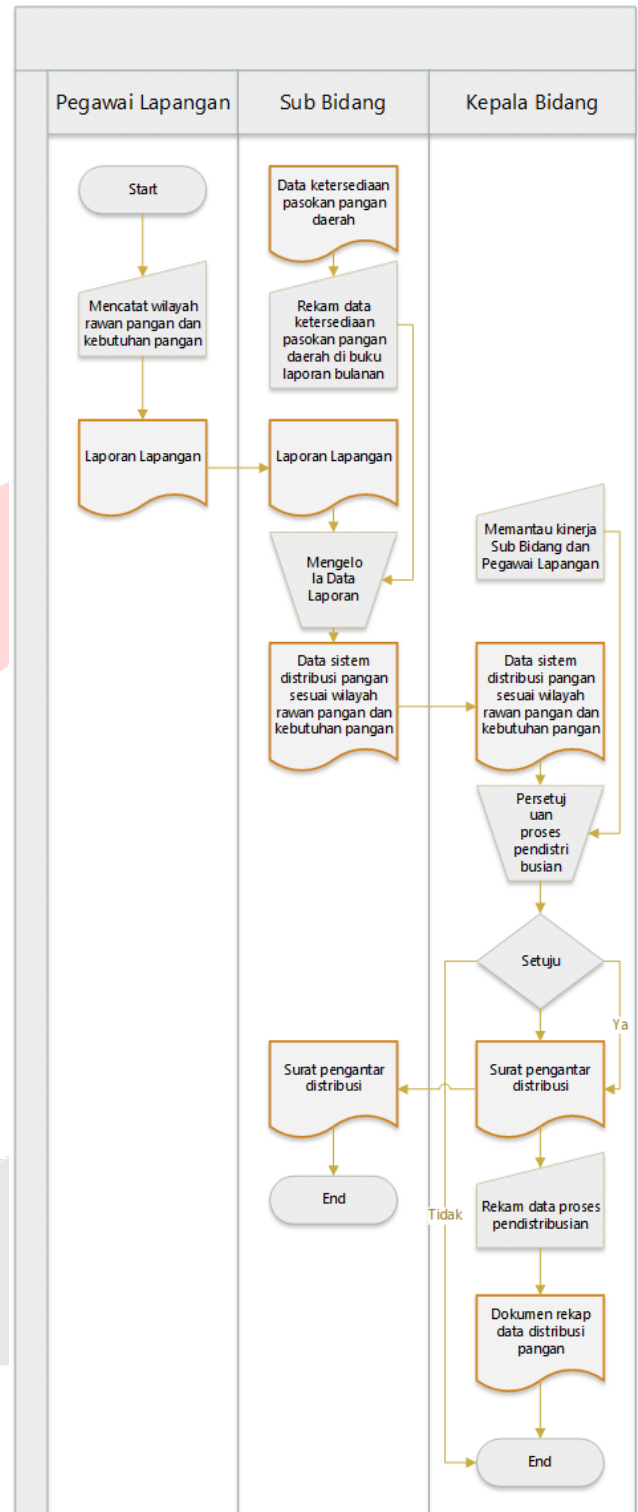 Pegawai Lapangan
Sub Bidang
Kepala Bidang
Start
Data ketersediaan
pasokan pangan
daerah
Mencatat wilayah
rawan pangan dan
kebutuhan pangan
Rekam data
ketersediaan
pasokan pangan
daerah di buku
laporan bulanan
Laporan Lapangan
Laporan Lapangan
Memantau kinerja
Sub Bidang dan
Pegawai Lapangan
Mengelo
la Data
Laporan
Data sistem
distribusi pangan
sesuai wilayah
rawan pangan dan
kebutuhan pangan
Data sistem
distribusi pangan
sesuai wilayah
rawan pangan dan
kebutuhan pangan
Persetuj
uan
proses
pendistri
busian
Setuju
Ya
Surat pengantar
distribusi
Surat pengantar
distribusi
End
Tidak
Rekam data proses
pendistribusian
Dokumen rekap
data distribusi
pangan
End